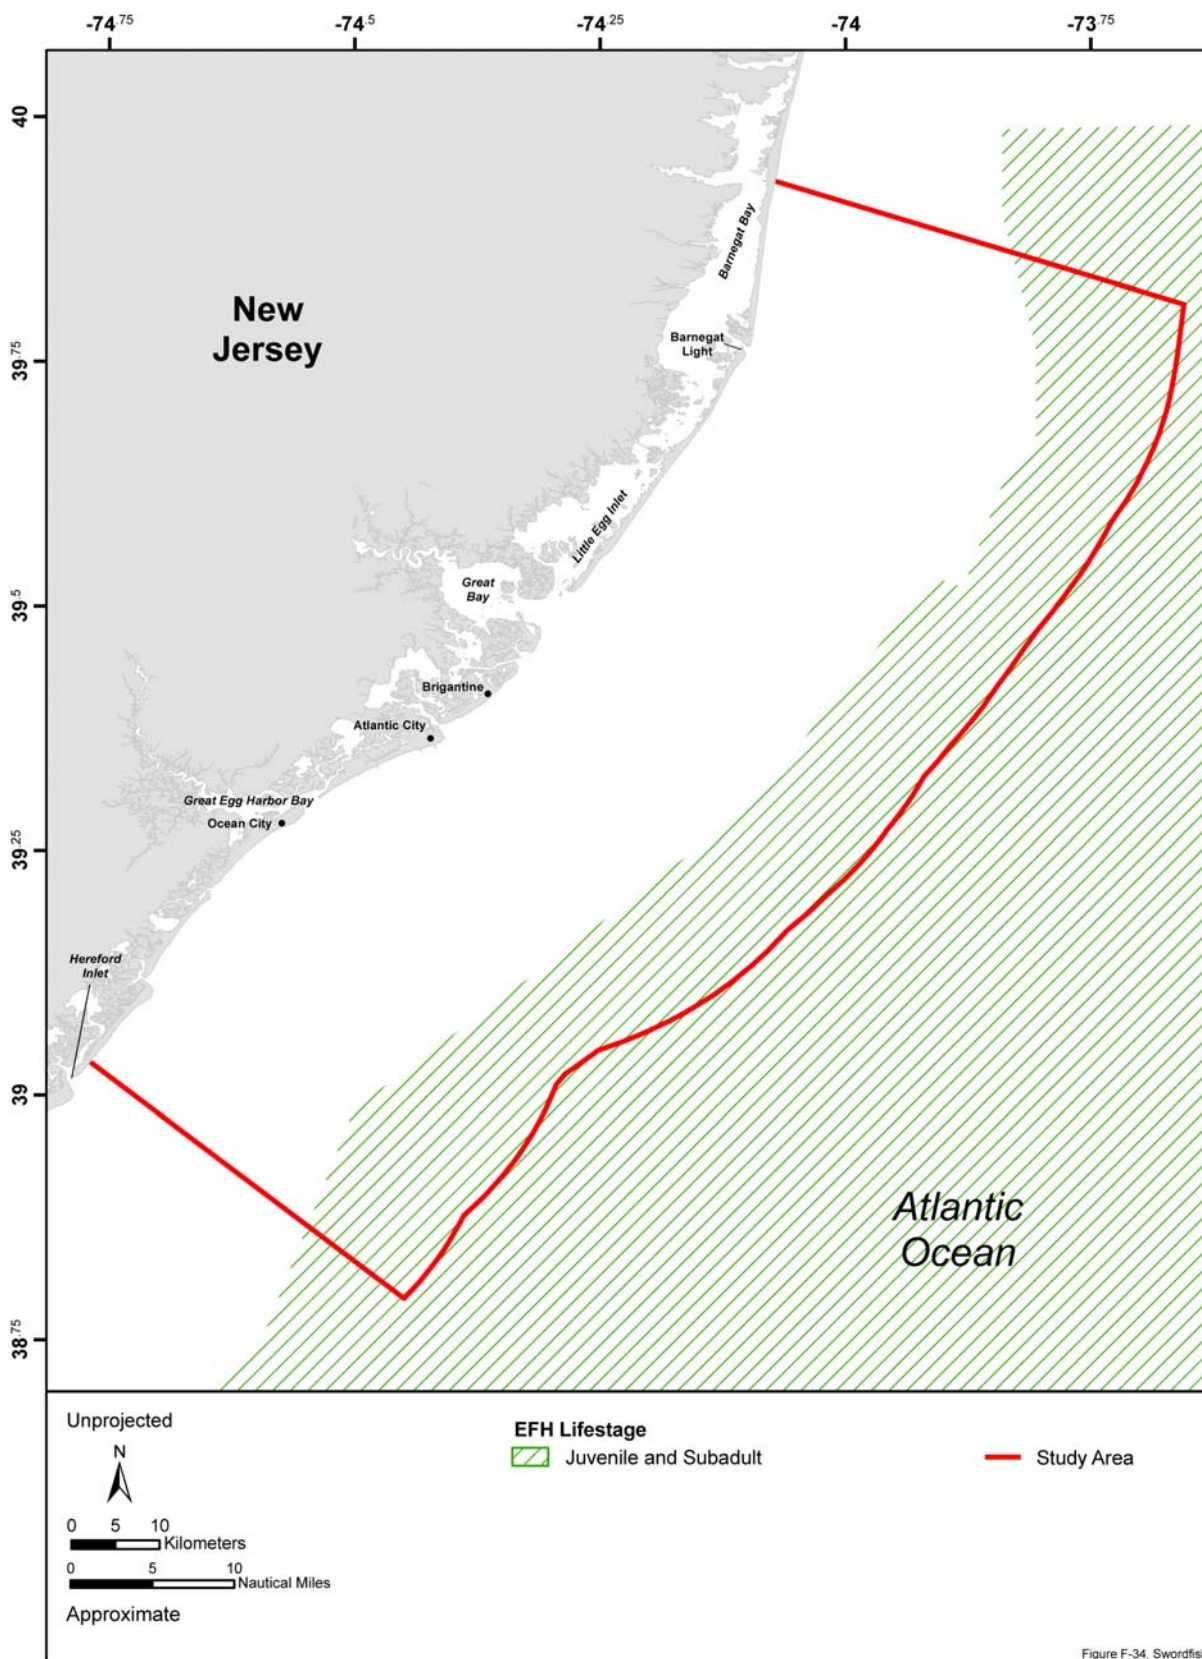 -74.75 -74.5 -74.25 -74 -73.75
40
39.75
39.5
39.25
39
38.75
New
Jersey
Barnegat Bay
Barnegat
Light
Little Egg Inlet
Great
Bay
Brigantine
Atlantic City
Great Egg Harbor Bay
Ocean City
Hereford
Inlet
Atlantic
Ocean
Unprojected
N
0 5 10
Kilometers
0 5 10
Nautical Miles
Approximate
EFH Lifestage
Juvenile and Subadult
Study Area
Figure F-34. Swordfis